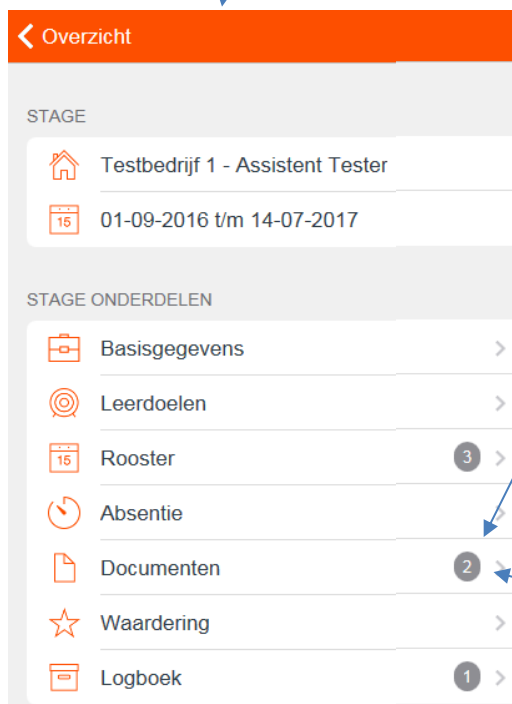 Overzicht
STAGE
Testbedrijf 1 - Assistent Tester
15 01-09-2016 t/m 14-07-2017
STAGE ONDERDELEN
Basisgegevens
Leerdoelen
15 Rooster 3
Absentie
Documenten 2
Waardering
Logboek 1